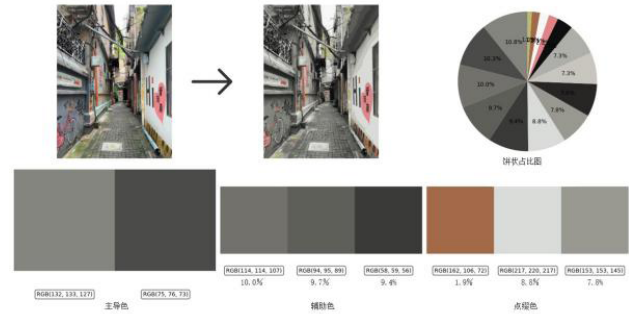 10.8%
10.3%
10.0%
9.7%
9.4%
8.8%
7.8%
7.3%
7.3%
饼状占比图
RGB(132, 133, 127)
RGB(75, 76, 73)
主导色
RGB(114, 114, 107)
RGB(94, 95, 89)
RGB(58, 59, 56)
10.0%
9.7%
9.4%
辅助色
RGB(162, 106, 72)
RGB(217, 220, 217)
RGB(153, 153, 145)
1.9%
8.8%
7.8%
点缀色